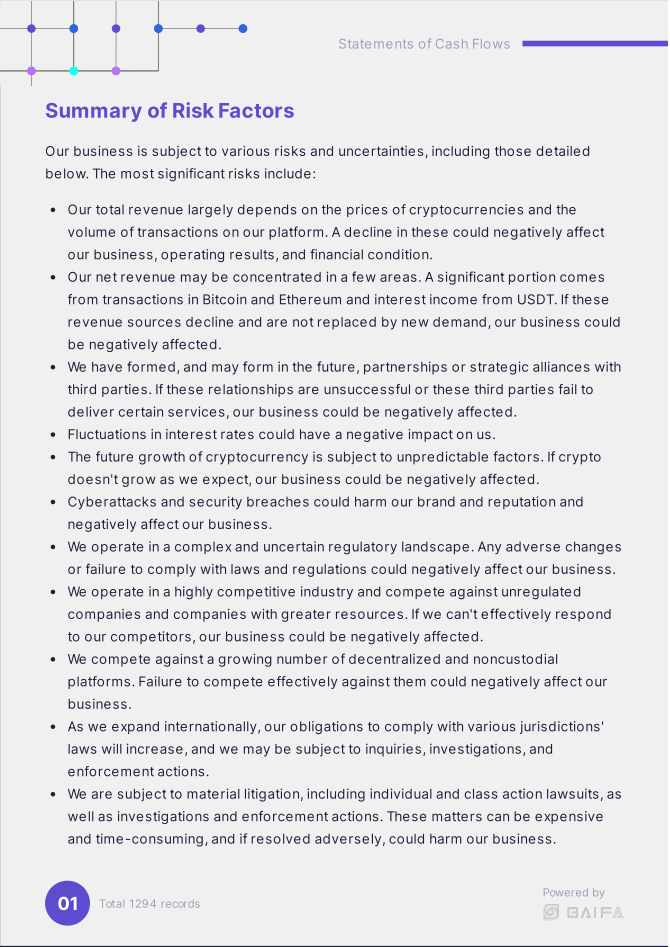 Statements of Cash Flows
Summary of Risk Factors
Our business is subject to various risks and uncertainties, including those detailed
below. The most significant risks include:
• Our total revenue largely depends on the prices of cryptocurrencies and the
volume of transactions on our platform. A decline in these could negatively affect
our business, operating results, and financial condition.
• Our net revenue may be concentrated in a few areas. A significant portion comes
from transactions in Bitcoin and Ethereum and interest income from USDT. If these
revenue sources decline and are not replaced by new demand, our business could
be negatively affected.
• We have formed, and may form in the future, partnerships or strategic alliances with
third parties. If these relationships are unsuccessful or these third parties fail to
deliver certain services, our business could be negatively affected.
• Fluctuations in interest rates could have a negative impact on us.
• The future growth of cryptocurrency is subject to unpredictable factors. If crypto
doesn't grow as we expect, our business could be negatively affected.
• Cyberattacks and security breaches could harm our brand and reputation and
negatively affect our business.
• We operate in a complex and uncertain regulatory landscape. Any adverse changes
or failure to comply with laws and regulations could negatively affect our business.
• We operate in a highly competitive industry and compete against unregulated
companies and companies with greater resources. If we can't effectively respond
to our competitors, our business could be negatively affected.
• We compete against a growing number of decentralized and noncustodial
platforms. Failure to compete effectively against them could negatively affect our
business.
• As we expand internationally, our obligations to comply with various jurisdictions'
laws will increase, and we may be subject to inquiries, investigations, and
enforcement actions.
• We are subject to material litigation, including individual and class action lawsuits, as
well as investigations and enforcement actions. These matters can be expensive
and time-consuming, and if resolved adversely, could harm our business.
01
Total 1294 records
Powered by
GAIFA